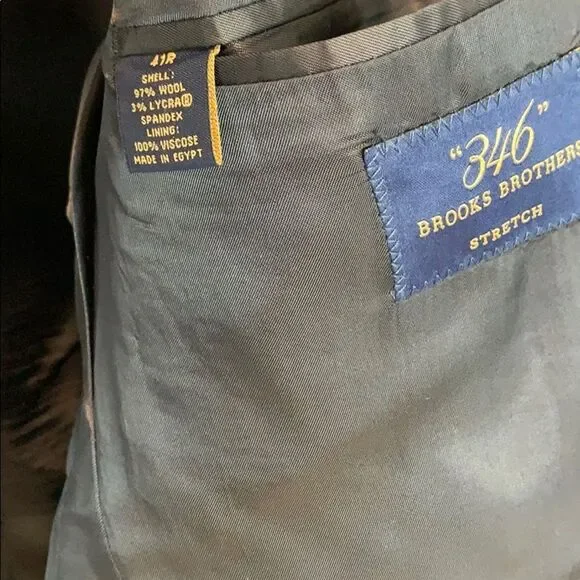 41R
SHELL:
97% WOOL
3% LYCRA®
SPANDEX
LINING:
100% VISCOSE
MADE IN EGYPT
"346"
BROOKS BROTHERS
STRETCH